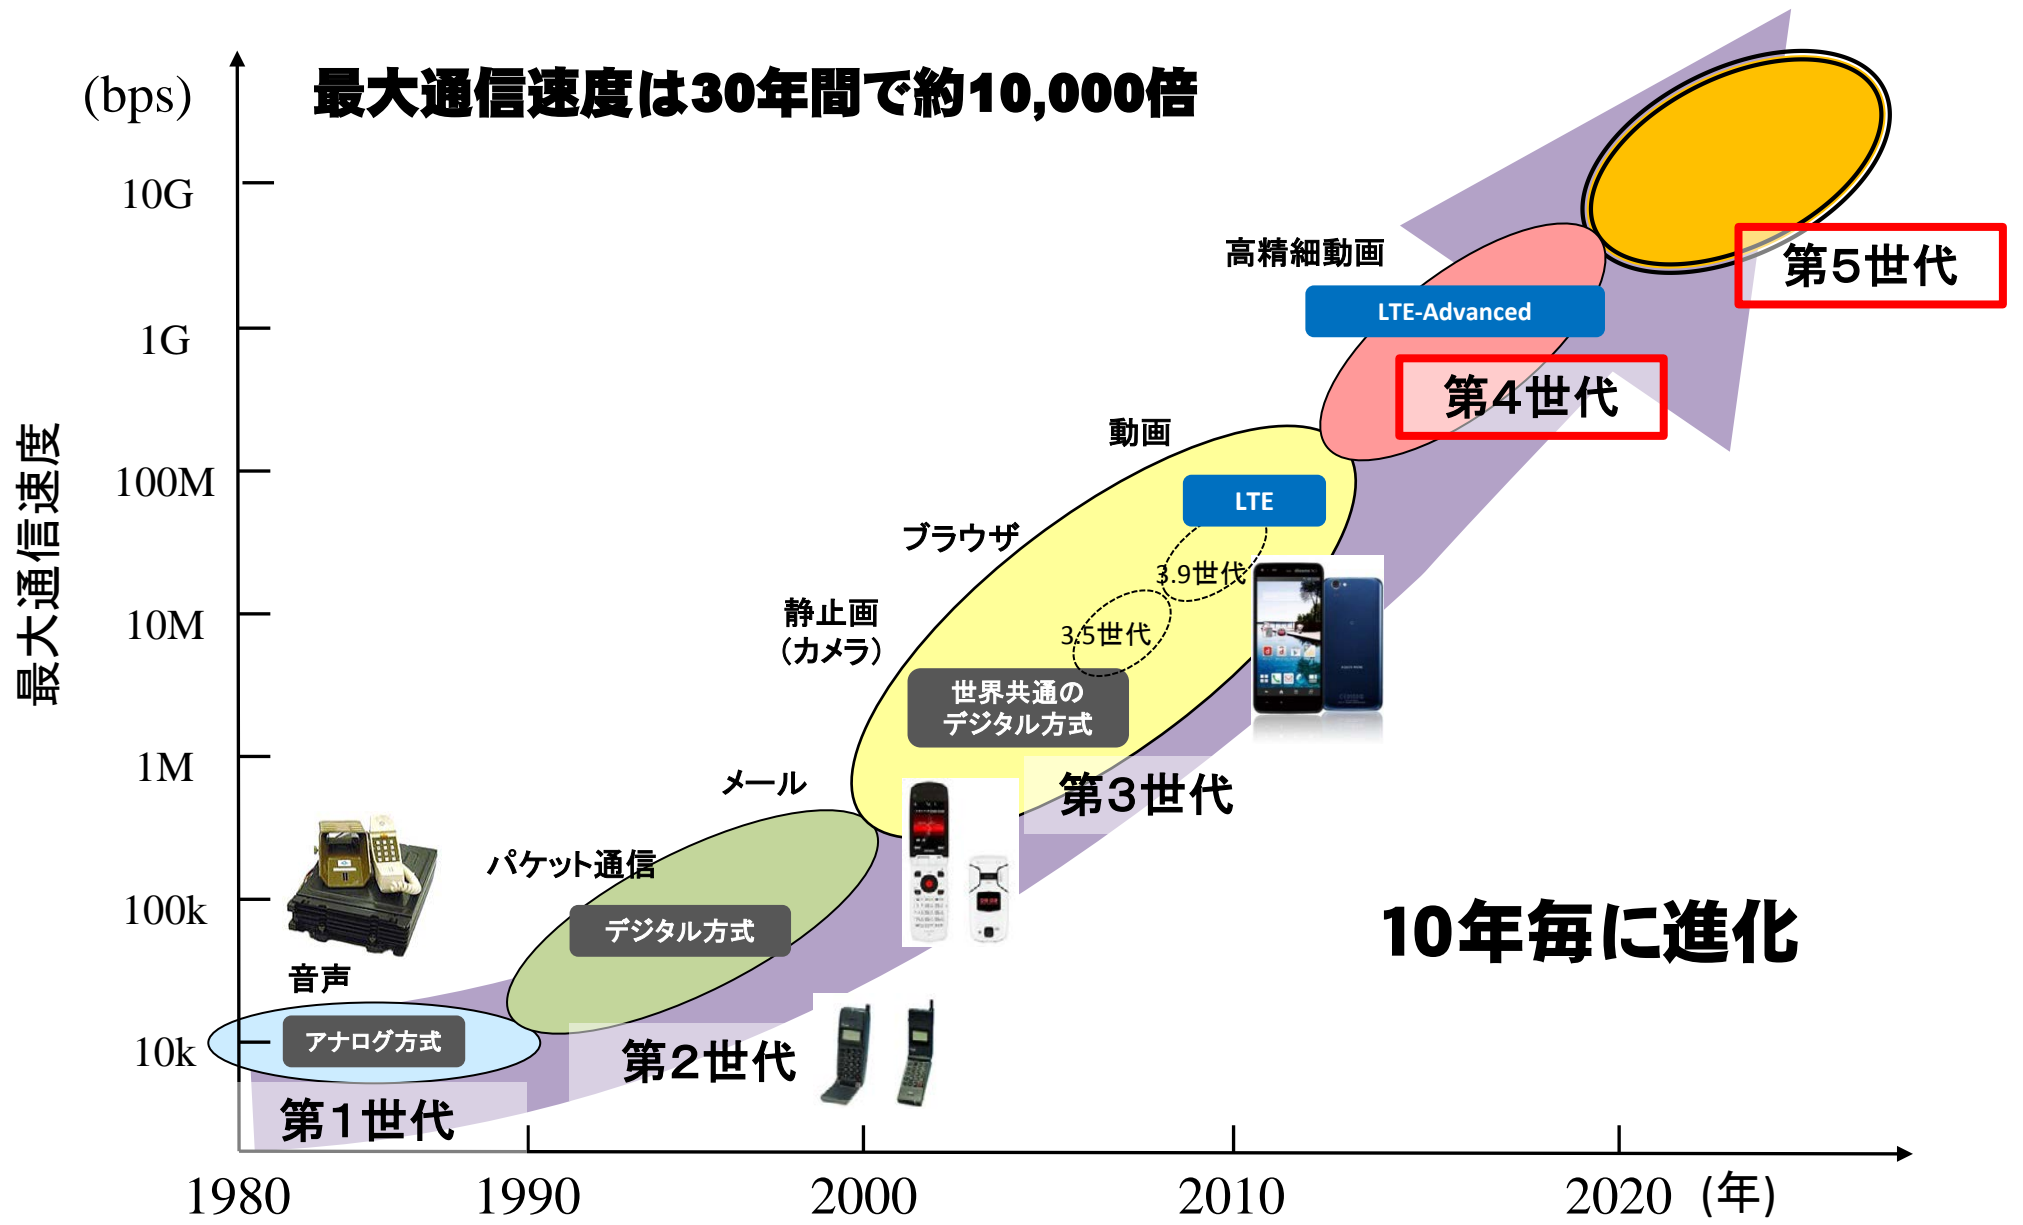 (bps)
最大通信速度は30年間で約10,000倍
10G
1G
100M
10M
1M
100k
10k
最大通信速度
第5世代
高精細動画
LTE-Advanced
第4世代
動画
LTE
ブラウザ
3.9世代
静止画
（カメラ）
3.5世代
世界共通の
デジタル方式
第3世代
メール
パケット通信
デジタル方式
第2世代
音声
アナログ方式
第1世代
10年毎に進化
1980
1990
2000
2010
2020
(年)